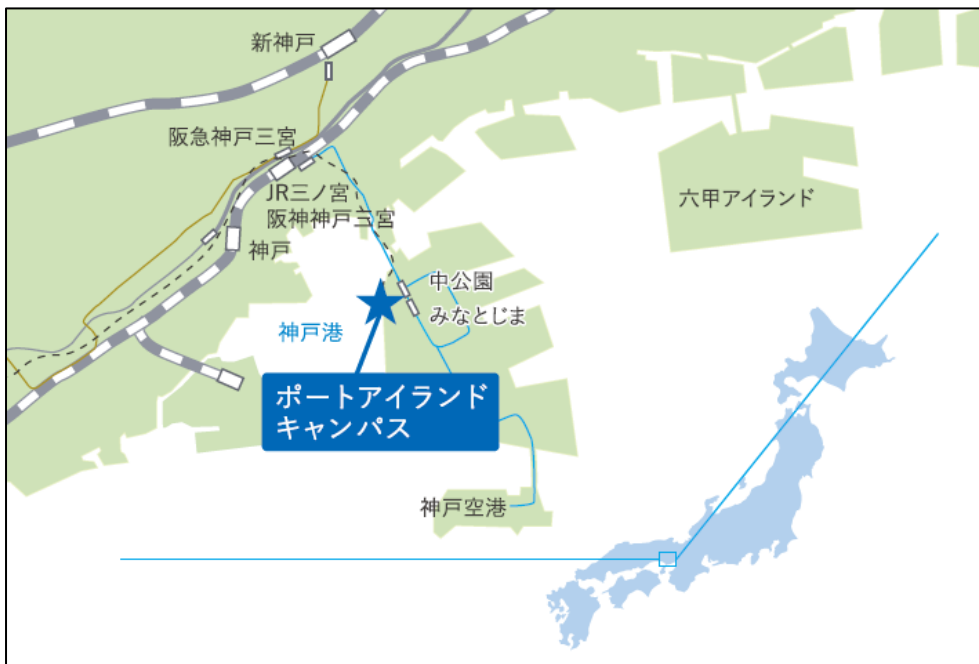 新神戸
阪急神戸三宮
JR三ノ宮
阪神神戸三宮
神戸
六甲アイランド
中公園
みなとじま
神戸港
ポートアイランド
キャンパス
神戸空港